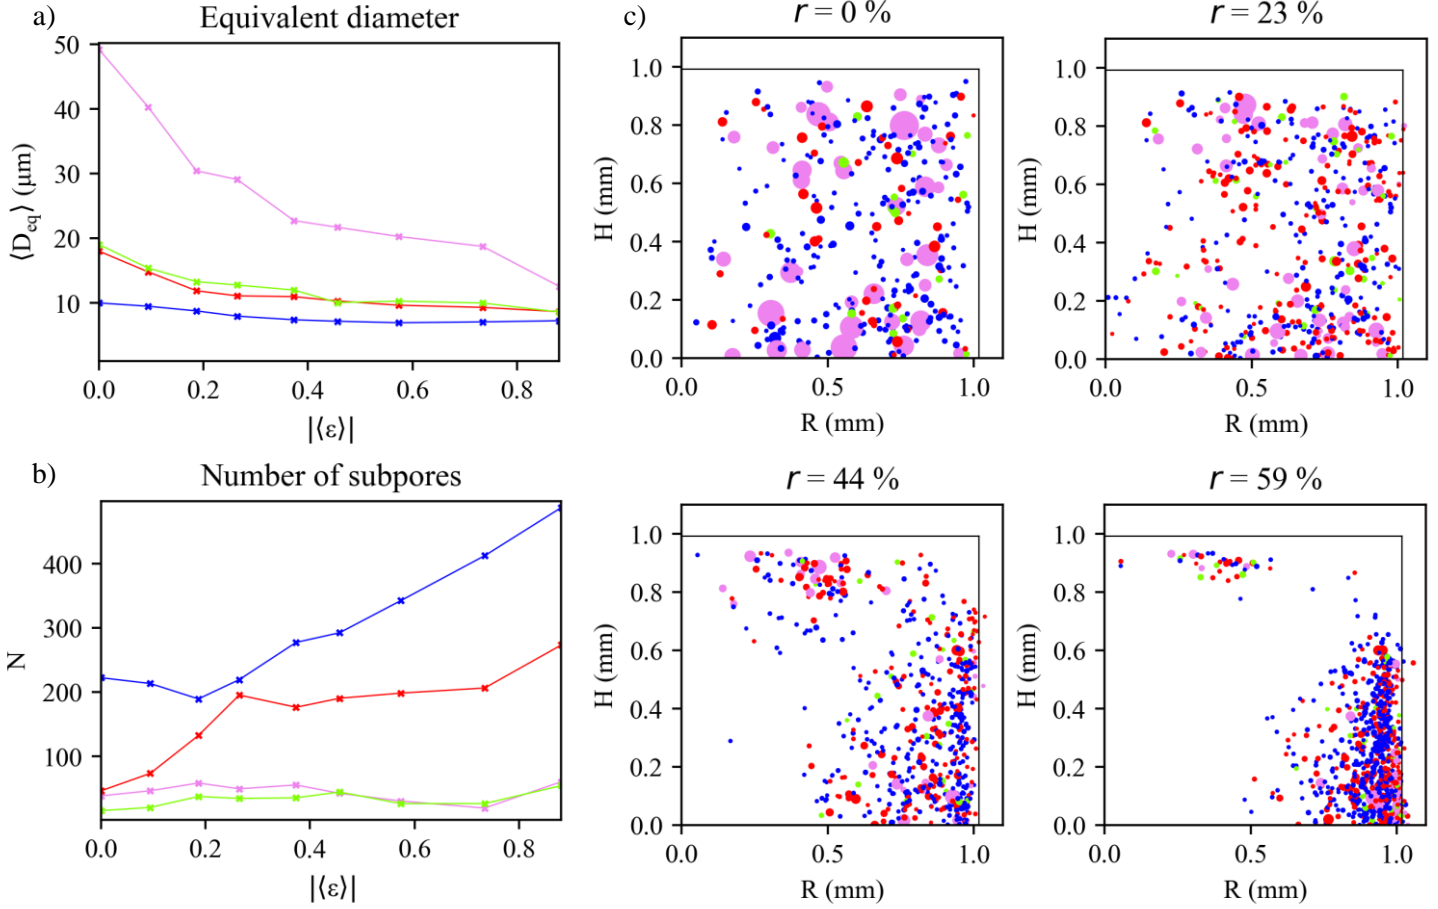 a)
Equivalent diameter
50
40
30
20
10
⟨D_eq⟩ (μm)
0.0 0.2 0.4 0.6 0.8
|⟨ε⟩|
b)
Number of subpores
400
300
200
100
N
0.0 0.2 0.4 0.6 0.8
|⟨ε⟩|
c)
r = 0 %
1.0
0.8
0.6
0.4
0.2
0.0
H (mm)
0.0 0.5 1.0
R (mm)
r = 23 %
1.0
0.8
0.6
0.4
0.2
0.0
H (mm)
0.0 0.5 1.0
R (mm)
r = 44 %
1.0
0.8
0.6
0.4
0.2
0.0
H (mm)
0.0 0.5 1.0
R (mm)
r = 59 %
1.0
0.8
0.6
0.4
0.2
0.0
H (mm)
0.0 0.5 1.0
R (mm)